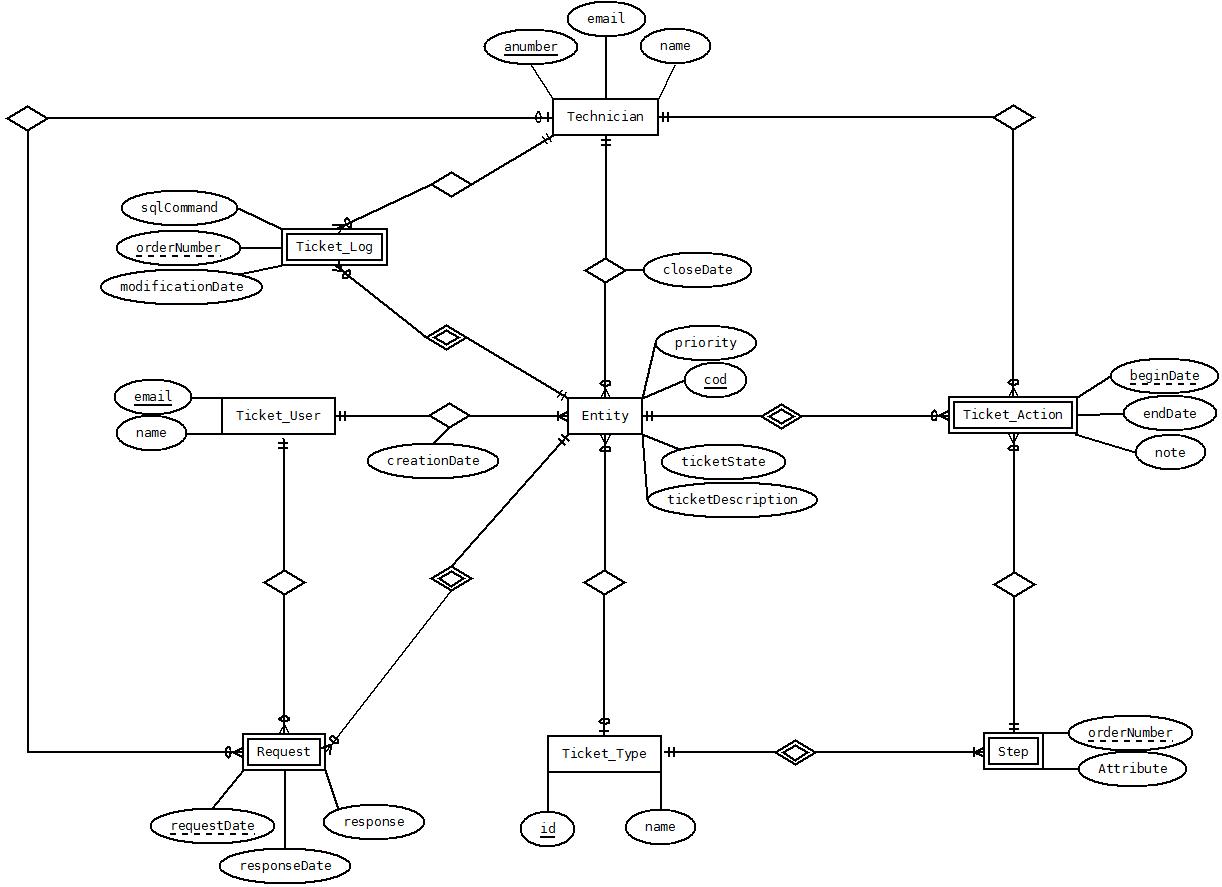 email
anumber
name
Technician
sqlCommand
orderNumber
Ticket_Log
modificationDate
closeDate
priority
cod
email
name
Ticket_User
Entity
creationDate
ticketState
ticketDescription
Ticket_Action
beginDate
endDate
note
Request
Ticket_Type
Step
orderNumber
Attribute
requestDate
response
responseDate
id
name